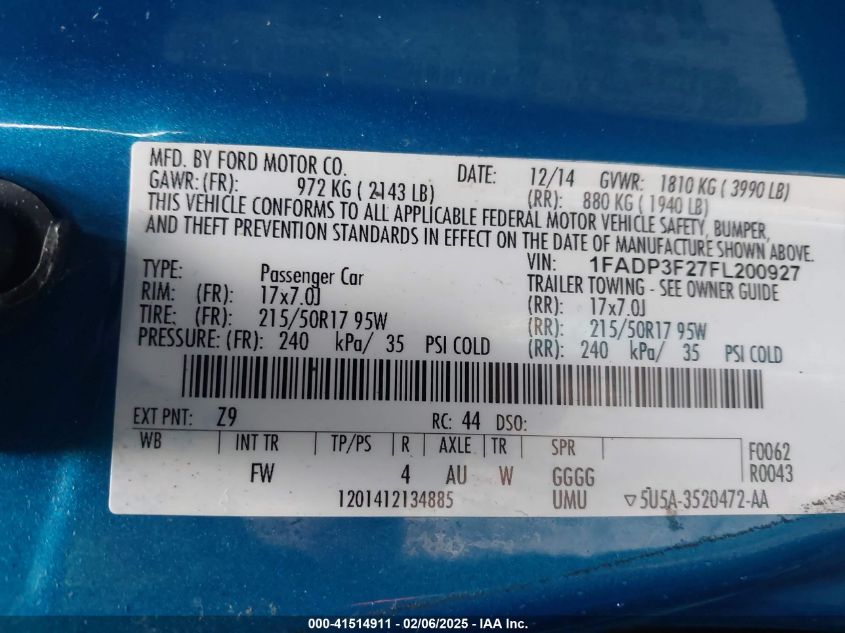 MFD. BY FORD MOTOR CO. DATE: 12/14 GVWR: 1810 KG ( 3990 LB)
GAWR: (FR): 972 KG ( 2143 LB) (RR): 880 KG ( 1940 LB)
THIS VEHICLE CONFORMS TO ALL APPLICABLE FEDERAL MOTOR VEHICLE SAFETY, BUMPER,
AND THEFT PREVENTION STANDARDS IN EFFECT ON THE DATE OF MANUFACTURE SHOWN ABOVE.
VIN: 1FADP3F27FL200927
TYPE: Passenger Car TRAILER TOWING - SEE OWNER GUIDE
RIM: (FR): 17x7.0J (RR): 17x7.0J
TIRE: (FR): 215/50R17 95W (RR): 215/50R17 95W
PRESSURE: (FR): 240 kPa/ 35 PSI COLD (RR): 240 kPa/ 35 PSI COLD
EXT PNT: Z9 RC: 44 DSO:
WB INT TR TP/PS R AXLE TR SPR F0062
FW 4 AU W GGGG R0043
1201412134885 UMU ▽5U5A-3520472-AA
000-41514911 - 02/06/2025 - IAA Inc.